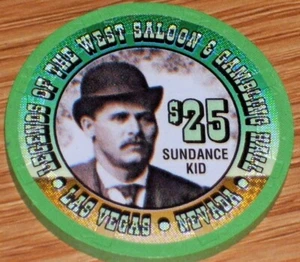 LEGENDS OF THE WEST SALOON & GAMBLING HALL
$25
SUNDANCE
KID
• LAS VEGAS • NEVADA •